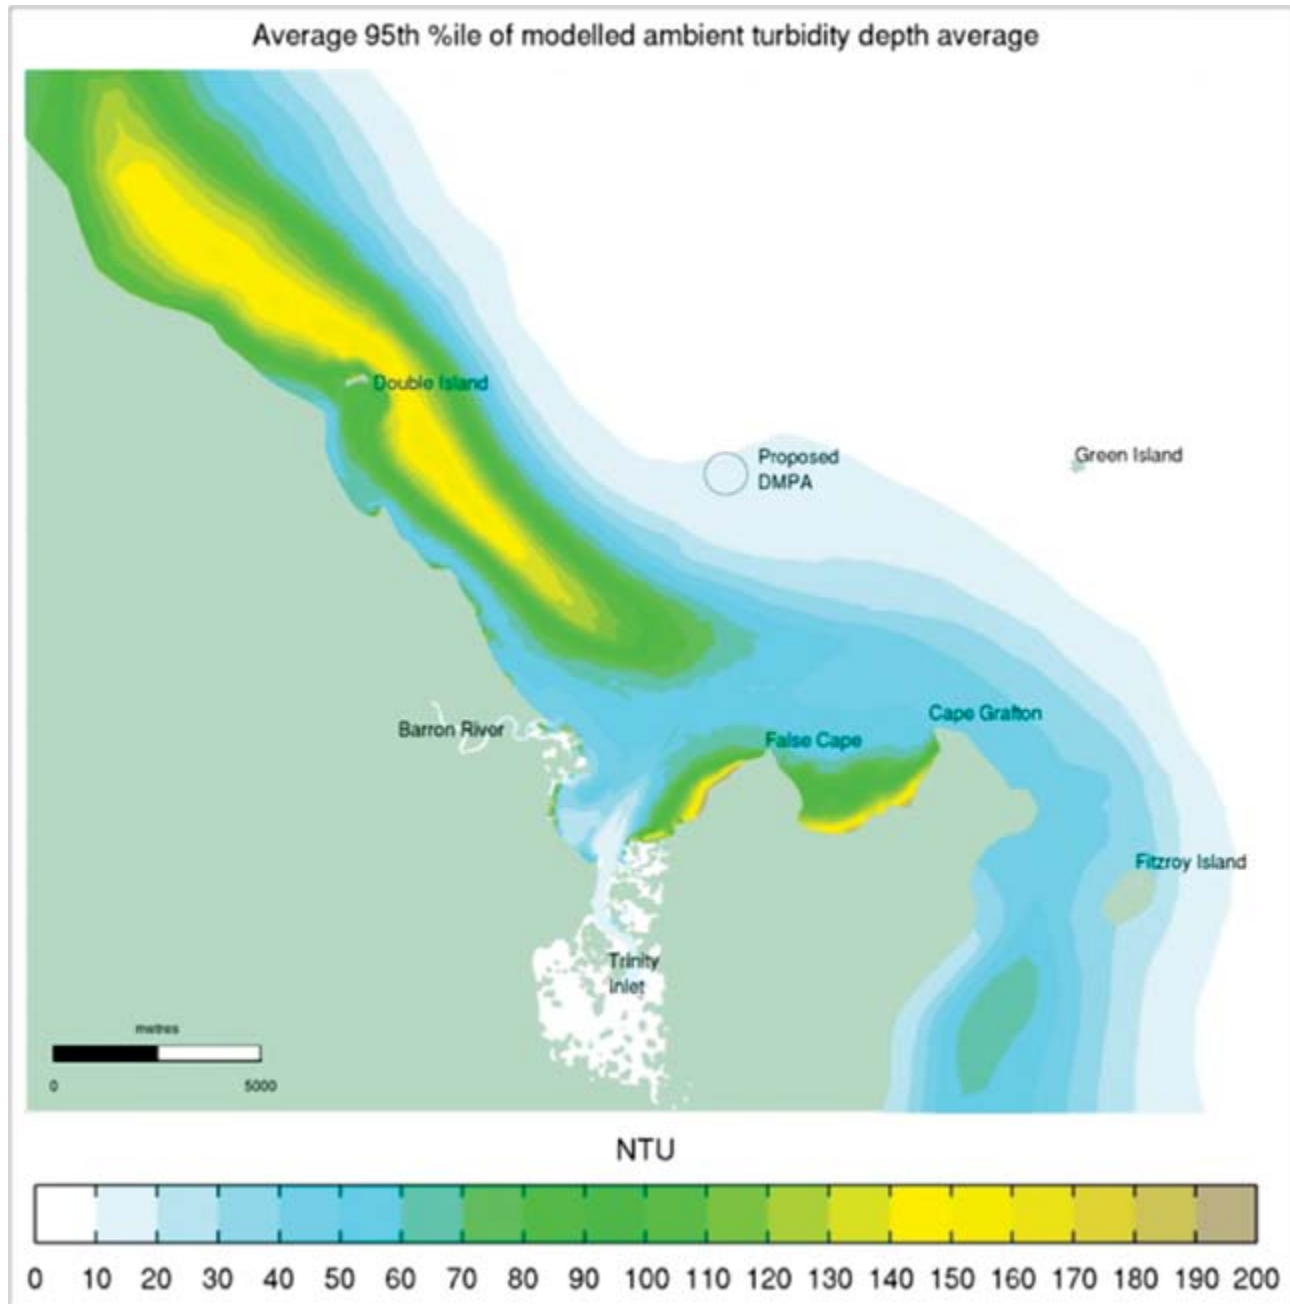 Average 95th %ile of modelled ambient turbidity depth average
Double Island
Proposed
DMPA
Green Island
Barron River
Cape Grafton
False Cape
Fitzroy Island
Trinity
Inlet
metres
0 5000
NTU
0 10 20 30 40 50 60 70 80 90 100 110 120 130 140 150 160 170 180 190 200